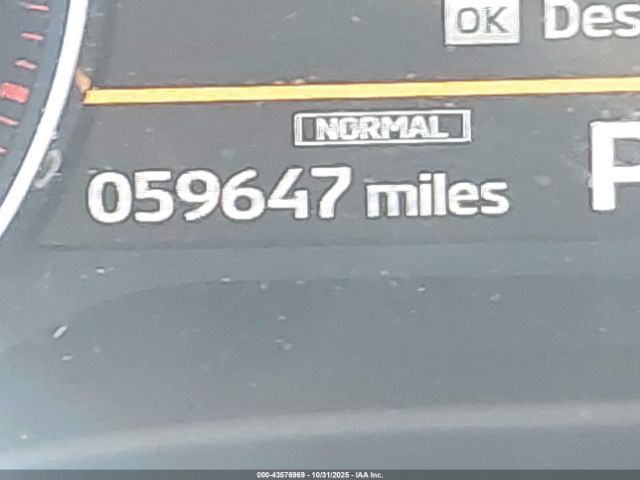 OK Des
NORMAL
059647 miles
P
000-43576969 - 10/31/2025 - IAA Inc.